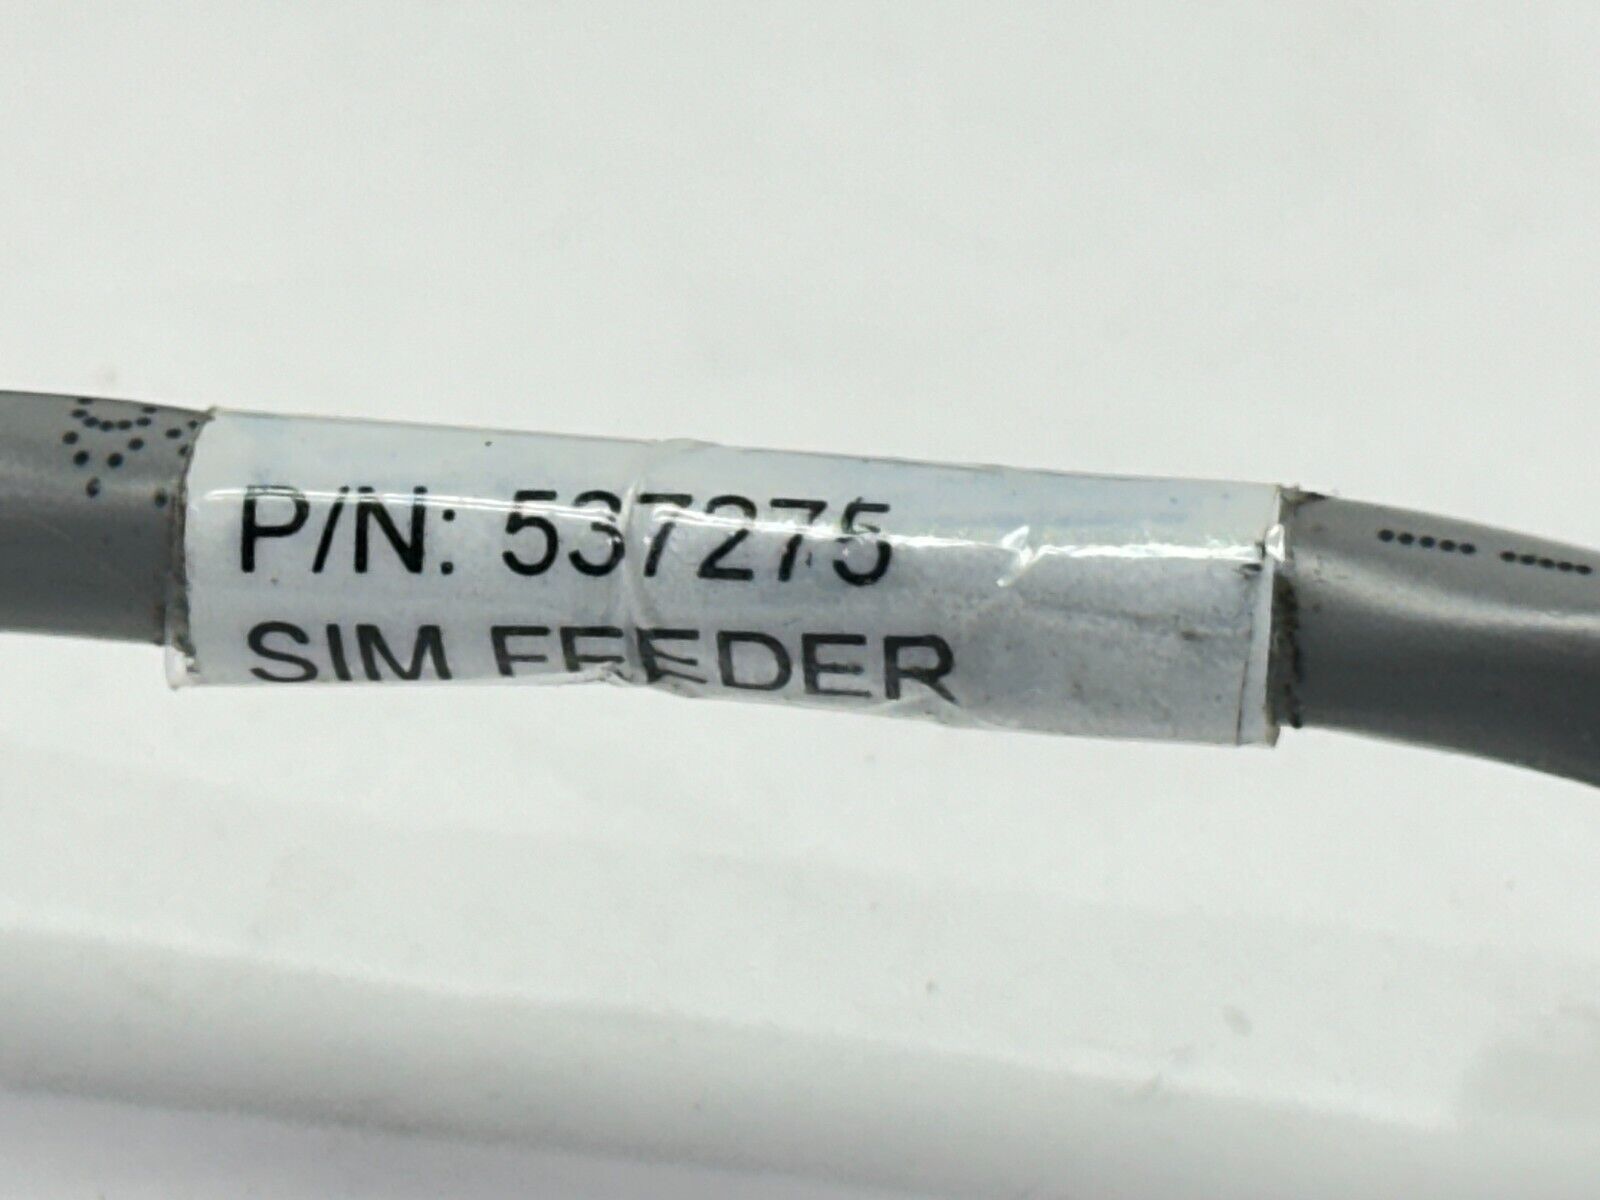 P/N: 537275
SIM FEEDER